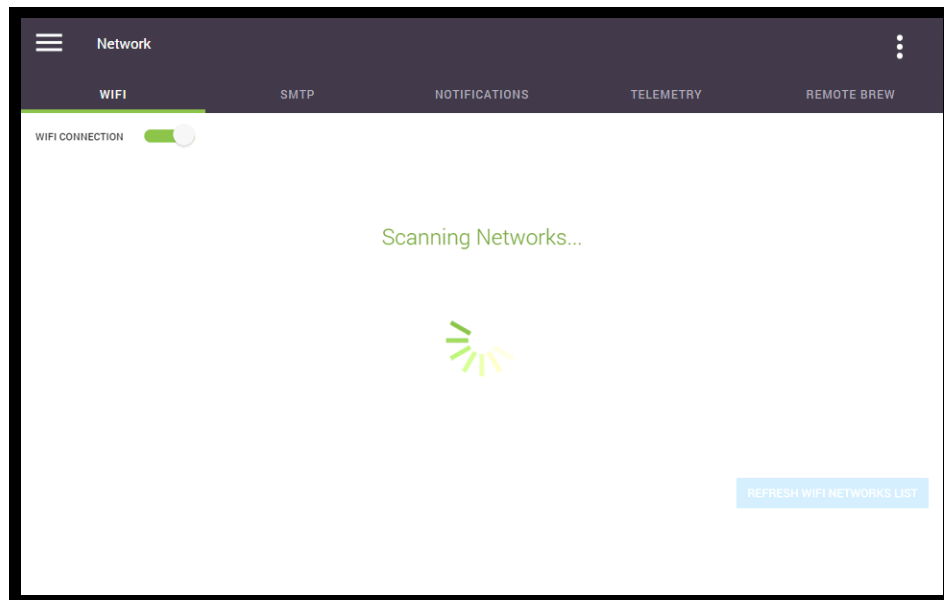 Network
WIFI SMTP NOTIFICATIONS TELEMETRY REMOTE BREW
WIFI CONNECTION
Scanning Networks...
REFRESH WIFI NETWORKS LIST